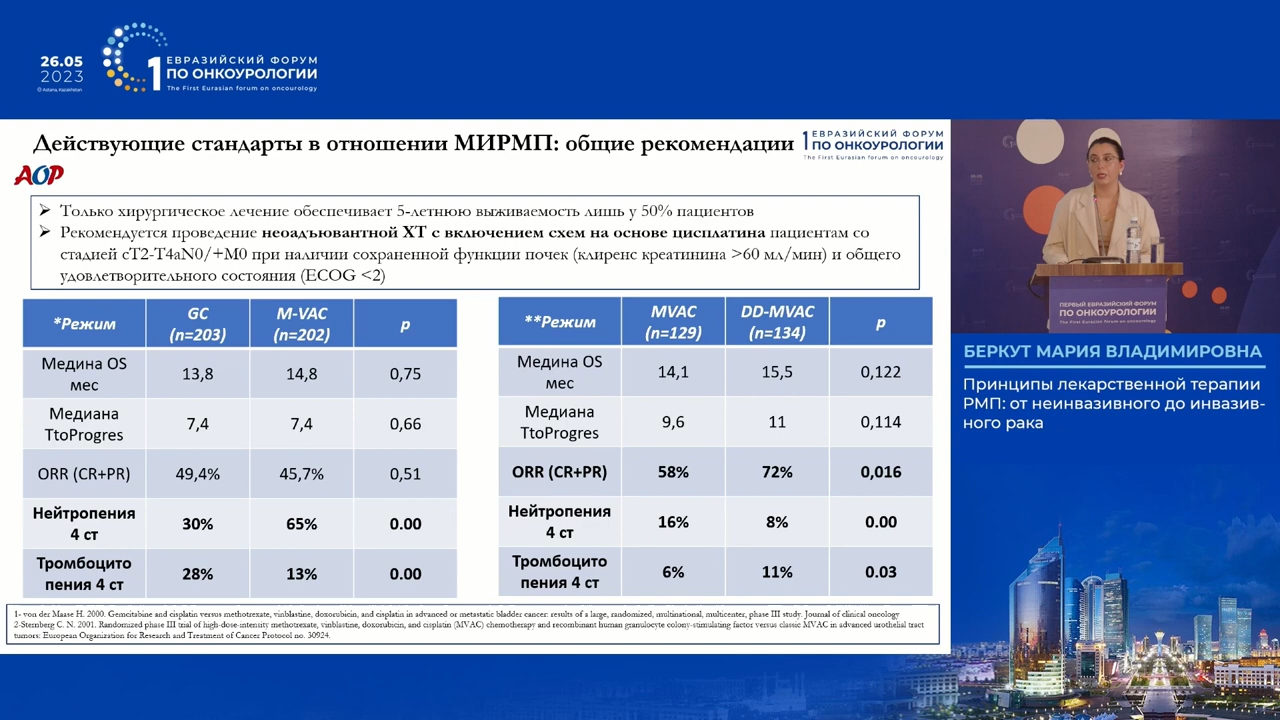 26.05
2023
Astana, Kazakhstan
1 ЕВРАЗИЙСКИЙ ФОРУМ
ПО ОНКОУРОЛОГИИ
The First Eurasian forum on oncourology
Действующие стандарты в отношении МИРМП: общие рекомендации
1 ЕВРАЗИЙСКИЙ ФОРУМ
ПО ОНКОУРОЛОГИИ
The First Eurasian forum on oncourology
АОР
➢ Только хирургическое лечение обеспечивает 5-летнюю выживаемость лишь у 50% пациентов
➢ Рекомендуется проведение неоадъювантной ХТ с включением схем на основе цисплатина пациентам со
стадией cT2-T4aN0/+M0 при наличии сохраненной функции почек (клиренс креатинина >60 мл/мин) и общего
удовлетворительного состояния (ECOG <2)
*Режим GC (n=203) M-VAC (n=202) p
Медина OS мес 13,8 14,8 0,75
Медиана TtoProgres 7,4 7,4 0,66
ORR (CR+PR) 49,4% 45,7% 0,51
Нейтропения 4 ст 30% 65% 0.00
Тромбоцито пения 4 ст 28% 13% 0.00
**Режим MVAC (n=129) DD-MVAC (n=134) p
Медина OS мес 14,1 15,5 0,122
Медиана TtoProgres 9,6 11 0,114
ORR (CR+PR) 58% 72% 0,016
Нейтропения 4 ст 16% 8% 0.00
Тромбоцито пения 4 ст 6% 11% 0.03
1- von der Maase H. 2000. Gemcitabine and cisplatin versus methotrexate, vinblastine, doxorubicin, and cisplatin in advanced or metastatic bladder cancer: results of a large, randomized, multinational, multicenter, phase III study. Journal of clinical oncology
2-Sternberg C. N. 2001. Randomized phase III trial of high-dose-intensity methotrexate, vinblastine, doxorubicin, and cisplatin (MVAC) chemotherapy and recombinant human granulocyte colony-stimulating factor versus classic MVAC in advanced urothelial tract
tumors: European Organization for Research and Treatment of Cancer Protocol no. 30924.
ПЕРВЫЙ ЕВРАЗИЙСКИЙ ФОРУМ
ПО ОНКОУРОЛОГИИ
The First Eurasian forum on oncourology
БЕРКУТ МАРИЯ ВЛАДИМИРОВНА
Принципы лекарственной терапии
РМП: от неинвазивного до инвазив-
ного рака